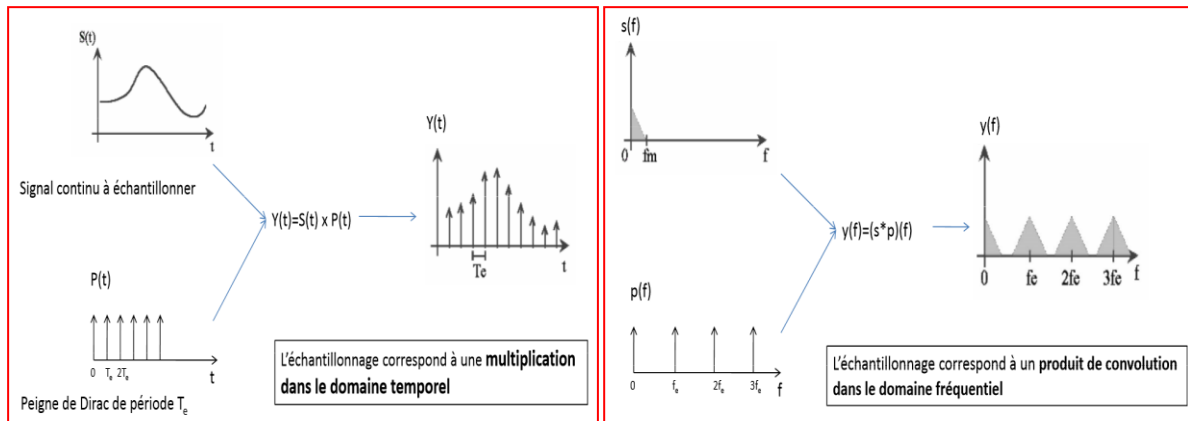 S(t)
t
Signal continu à échantillonner
P(t)
0 Te 2Te
t
Peigne de Dirac de période Te
Y(t)=S(t) x P(t)
Y(t)
Te
t
L'échantillonnage correspond à une multiplication
dans le domaine temporel
s(f)
0 fm f
p(f)
0 fe 2fe 3fe f
y(f)=(s*p)(f)
y(f)
0 fe 2fe 3fe f
L'échantillonnage correspond à un produit de convolution
dans le domaine fréquentiel